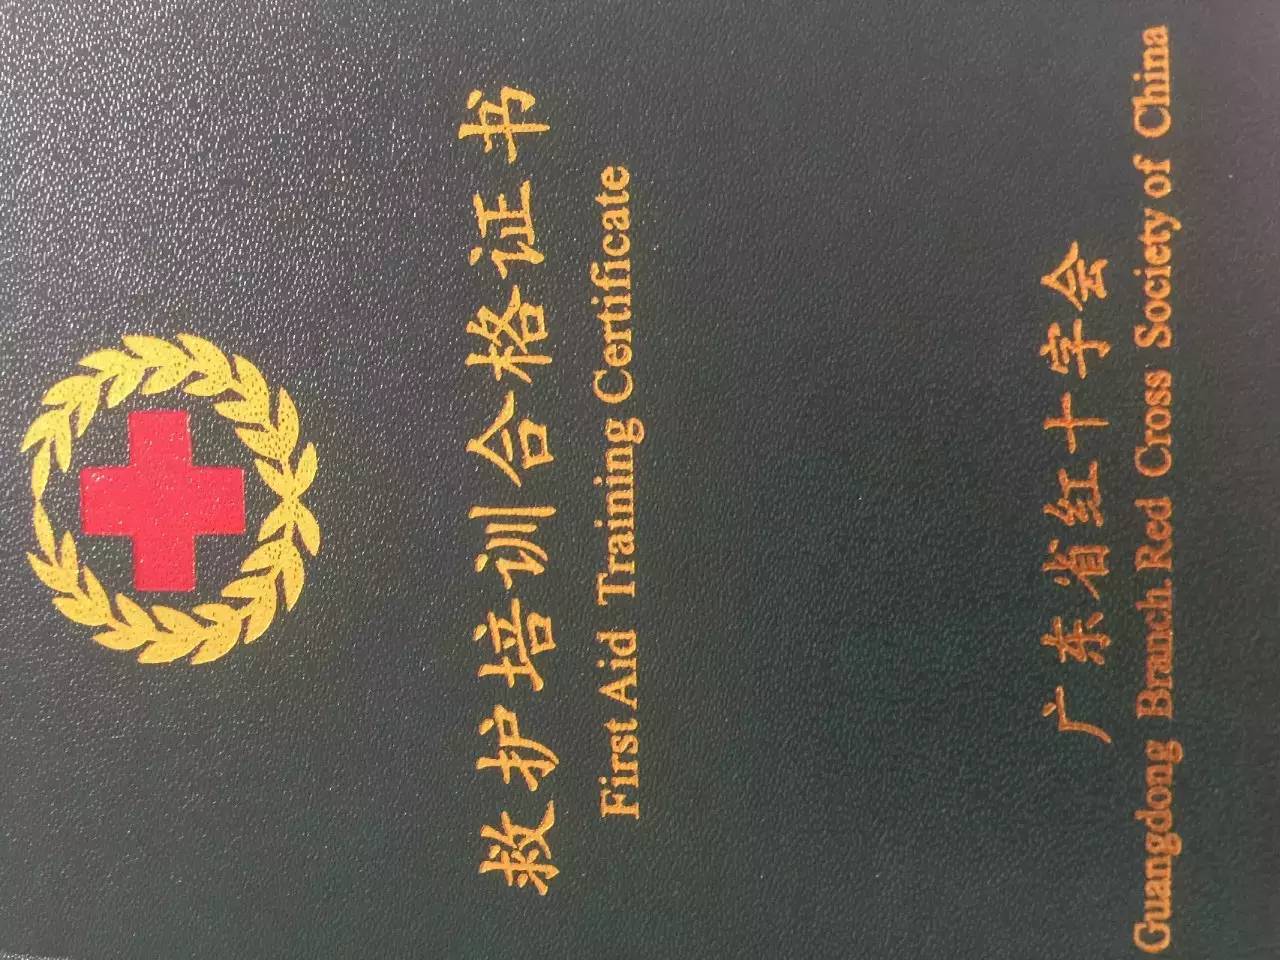 救护培训合格证书
First Aid Training Certificate
广东省红十字会
Guangdong Branch Red Cross Society of China